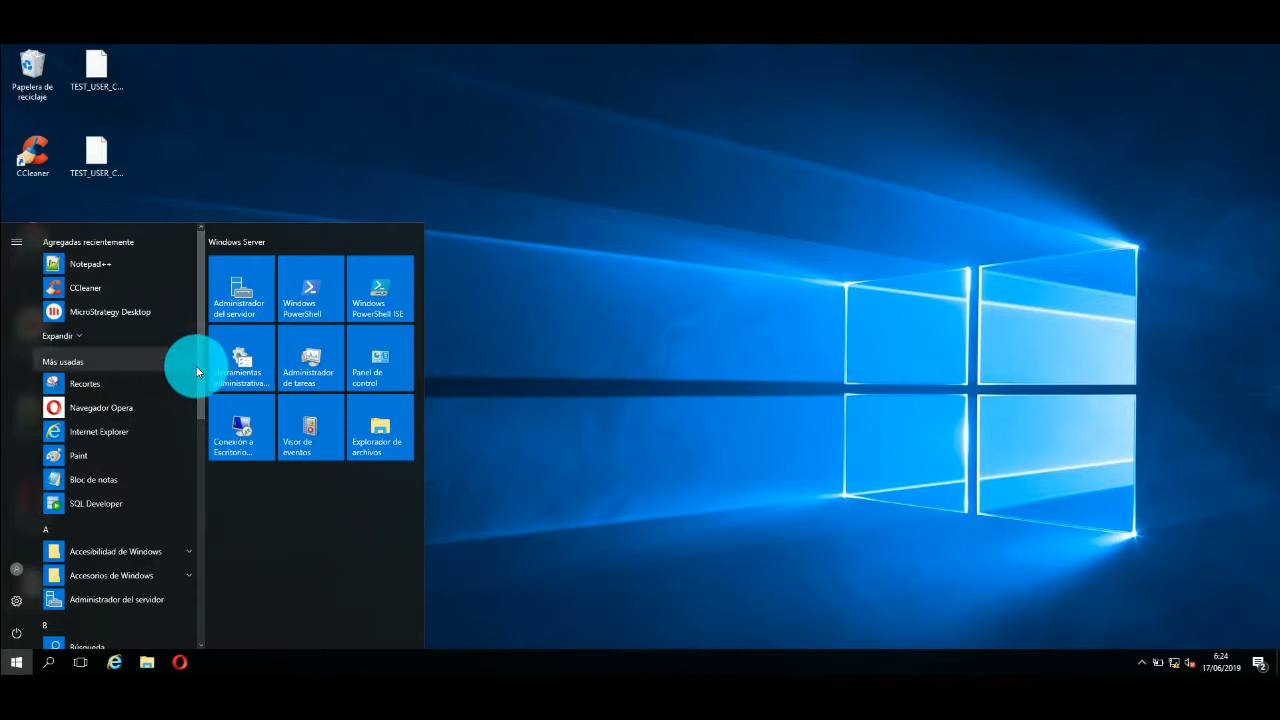 Papelera de
reciclaje
TEST_USER_C...
CCleaner
TEST_USER_C...
Agregadas recientemente
Notepad++
CCleaner
MicroStrategy Desktop
Expandir
Más usadas
Recortes
Navegador Opera
Internet Explorer
Paint
Bloc de notas
SQL Developer
A
Accesibilidad de Windows
Accesorios de Windows
Administrador del servidor
B
Búsqueda
Windows Server
Administrador
del servidor
Windows
PowerShell
Windows
PowerShell ISE
Herramientas
administrativa...
Administrador
de tareas
Panel de
control
Conexión a
Escritorio...
Visor de
eventos
Explorador de
archivos
6:24
17/06/2019
2